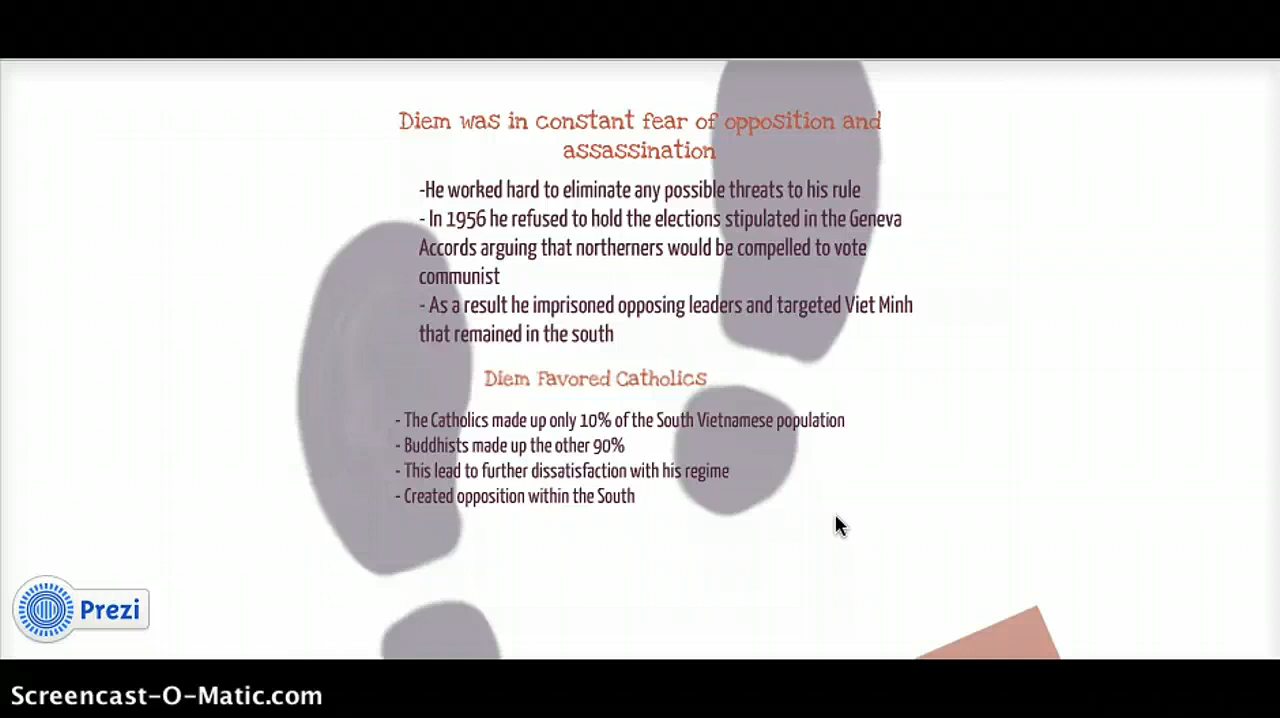 Diem was in constant fear of opposition and
assassination
-He worked hard to eliminate any possible threats to his rule
- In 1956 he refused to hold the elections stipulated in the Geneva
Accords arguing that northerners would be compelled to vote
communist
- As a result he imprisoned opposing leaders and targeted Viet Minh
that remained in the south
Diem Favored Catholics
- The Catholics made up only 10% of the South Vietnamese population
- Buddhists made up the other 90%
- This lead to further dissatisfaction with his regime
- Created opposition within the South
Prezi
Screencast-O-Matic.com